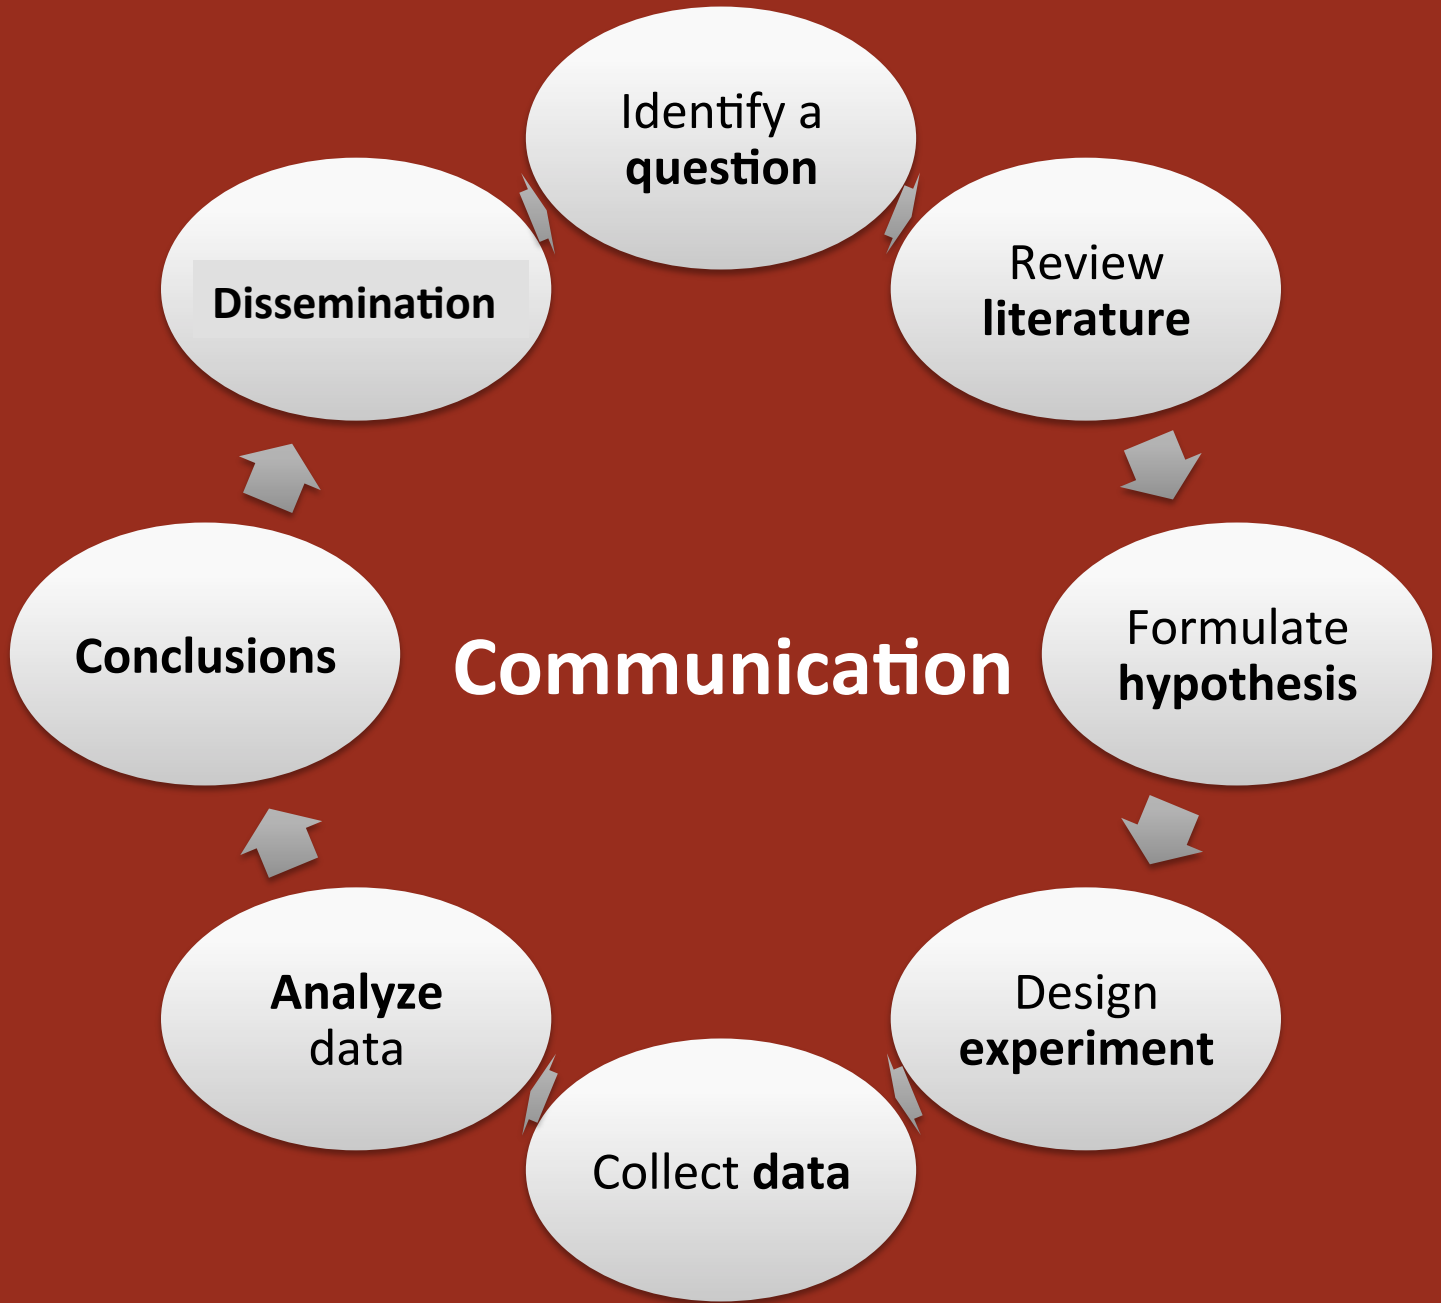 Identify a
question
Review
literature
Formulate
hypothesis
Design
experiment
Collect data
Analyze
data
Conclusions
Dissemination
Communication